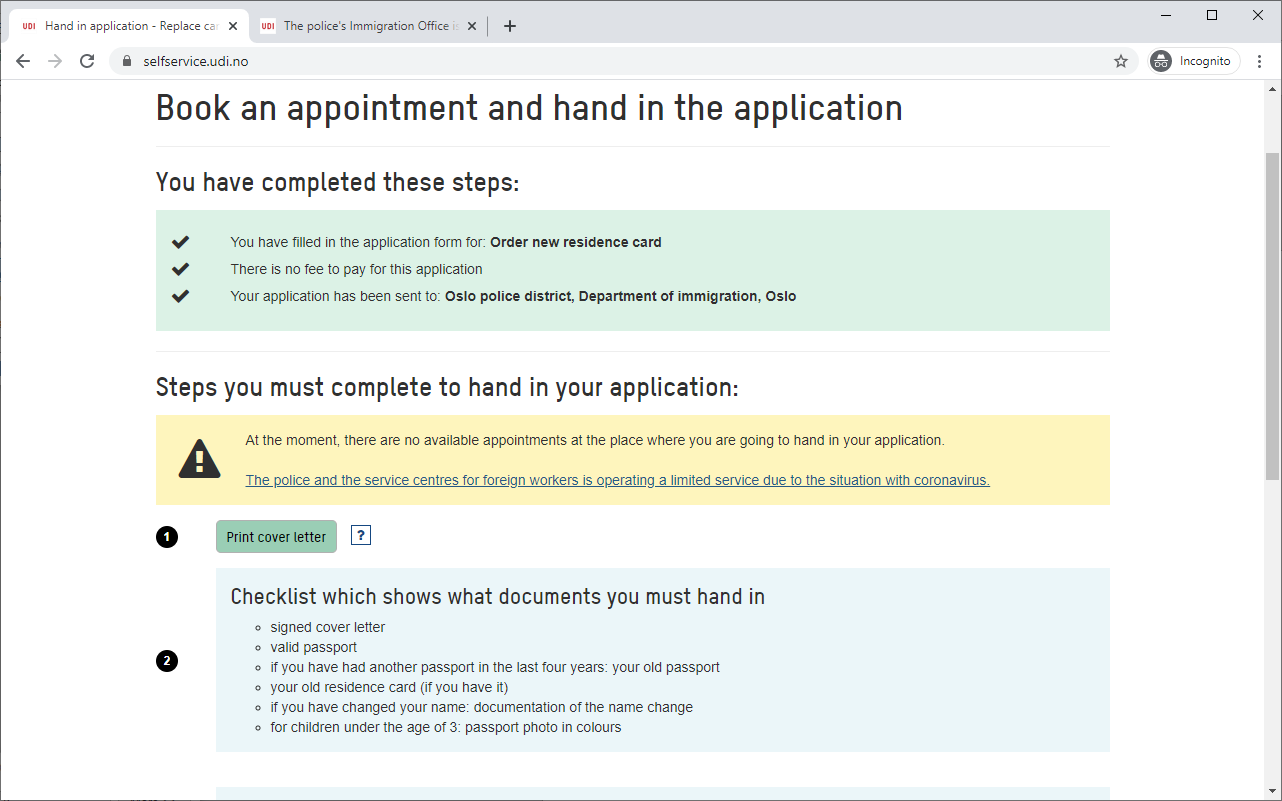 UDI Hand in application - Replace car
UDI The police's Immigration Office is
selfservice.udi.no
Incognito
Book an appointment and hand in the application
You have completed these steps:
You have filled in the application form for: Order new residence card
There is no fee to pay for this application
Your application has been sent to: Oslo police district, Department of immigration, Oslo
Steps you must complete to hand in your application:
At the moment, there are no available appointments at the place where you are going to hand in your application.
The police and the service centres for foreign workers is operating a limited service due to the situation with coronavirus.
1 Print cover letter ?
Checklist which shows what documents you must hand in
signed cover letter
valid passport
2
if you have had another passport in the last four years: your old passport
your old residence card (if you have it)
if you have changed your name: documentation of the name change
for children under the age of 3: passport photo in colours